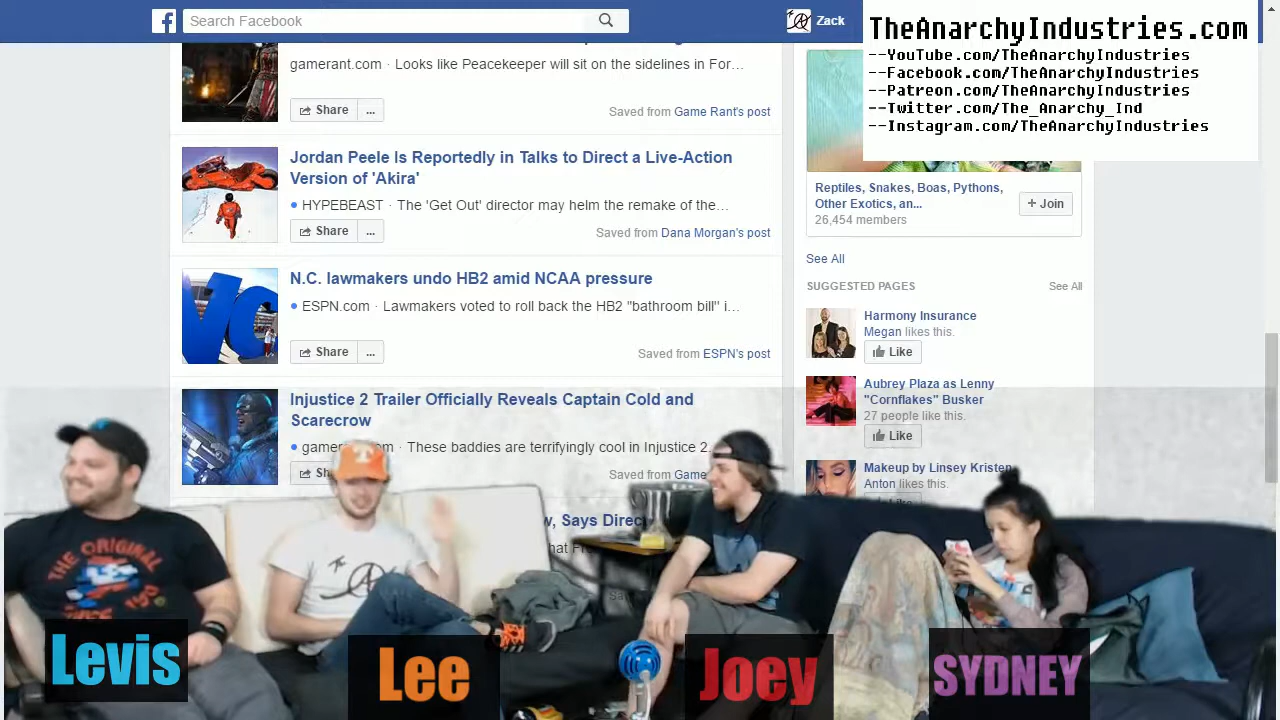 Search Facebook
Zack
TheAnarchyIndustries.com
--YouTube.com/TheAnarchyIndustries
--Facebook.com/TheAnarchyIndustries
--Patreon.com/TheAnarchyIndustries
--Twitter.com/The_Anarchy_Ind
--Instagram.com/TheAnarchyIndustries
gamerant.com · Looks like Peacekeeper will sit on the sidelines in For...
Share
...
Saved from Game Rant's post
Jordan Peele Is Reportedly in Talks to Direct a Live-Action
Version of 'Akira'
HYPEBEAST · The 'Get Out' director may helm the remake of the...
Share
...
Saved from Dana Morgan's post
N.C. lawmakers undo HB2 amid NCAA pressure
ESPN.com · Lawmakers voted to roll back the HB2 "bathroom bill" i...
Share
...
Saved from ESPN's post
Injustice 2 Trailer Officially Reveals Captain Cold and
Scarecrow
These baddies are terrifyingly cool in Injustice 2.
Saved from
Says
Reptiles, Snakes, Boas, Pythons,
Other Exotics, an...
26,454 members
+ Join
See All
SUGGESTED PAGES
See All
Harmony Insurance
Megan likes this.
Like
Aubrey Plaza as Lenny
"Cornflakes" Busker
27 people like this.
Like
Makeup by Linsey Kristen
Anton likes this.
Like
THE ORIGINAL
T
Levis
Lee
Joey
SYDNEY